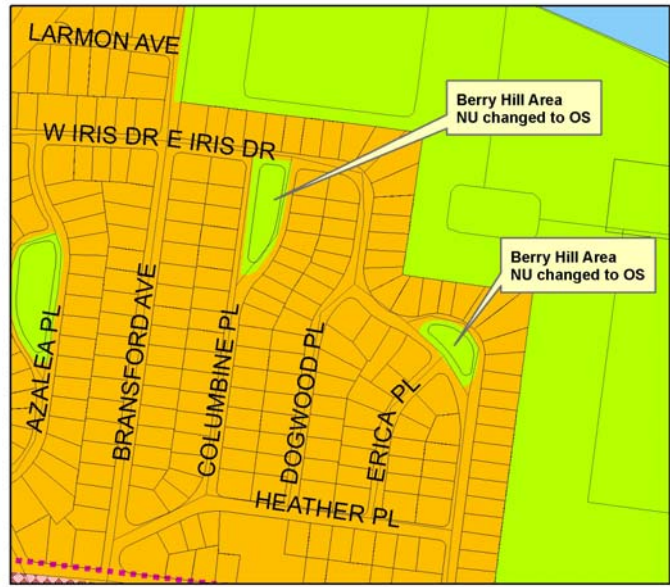 LARMON AVE
Berry Hill Area
NU changed to OS
W IRIS DR E IRIS DR
Berry Hill Area
NU changed to OS
AZALEA PL
BRANSFORD AVE
COLUMBINE PL
DOGWOOD PL
ERICA PL
HEATHER PL